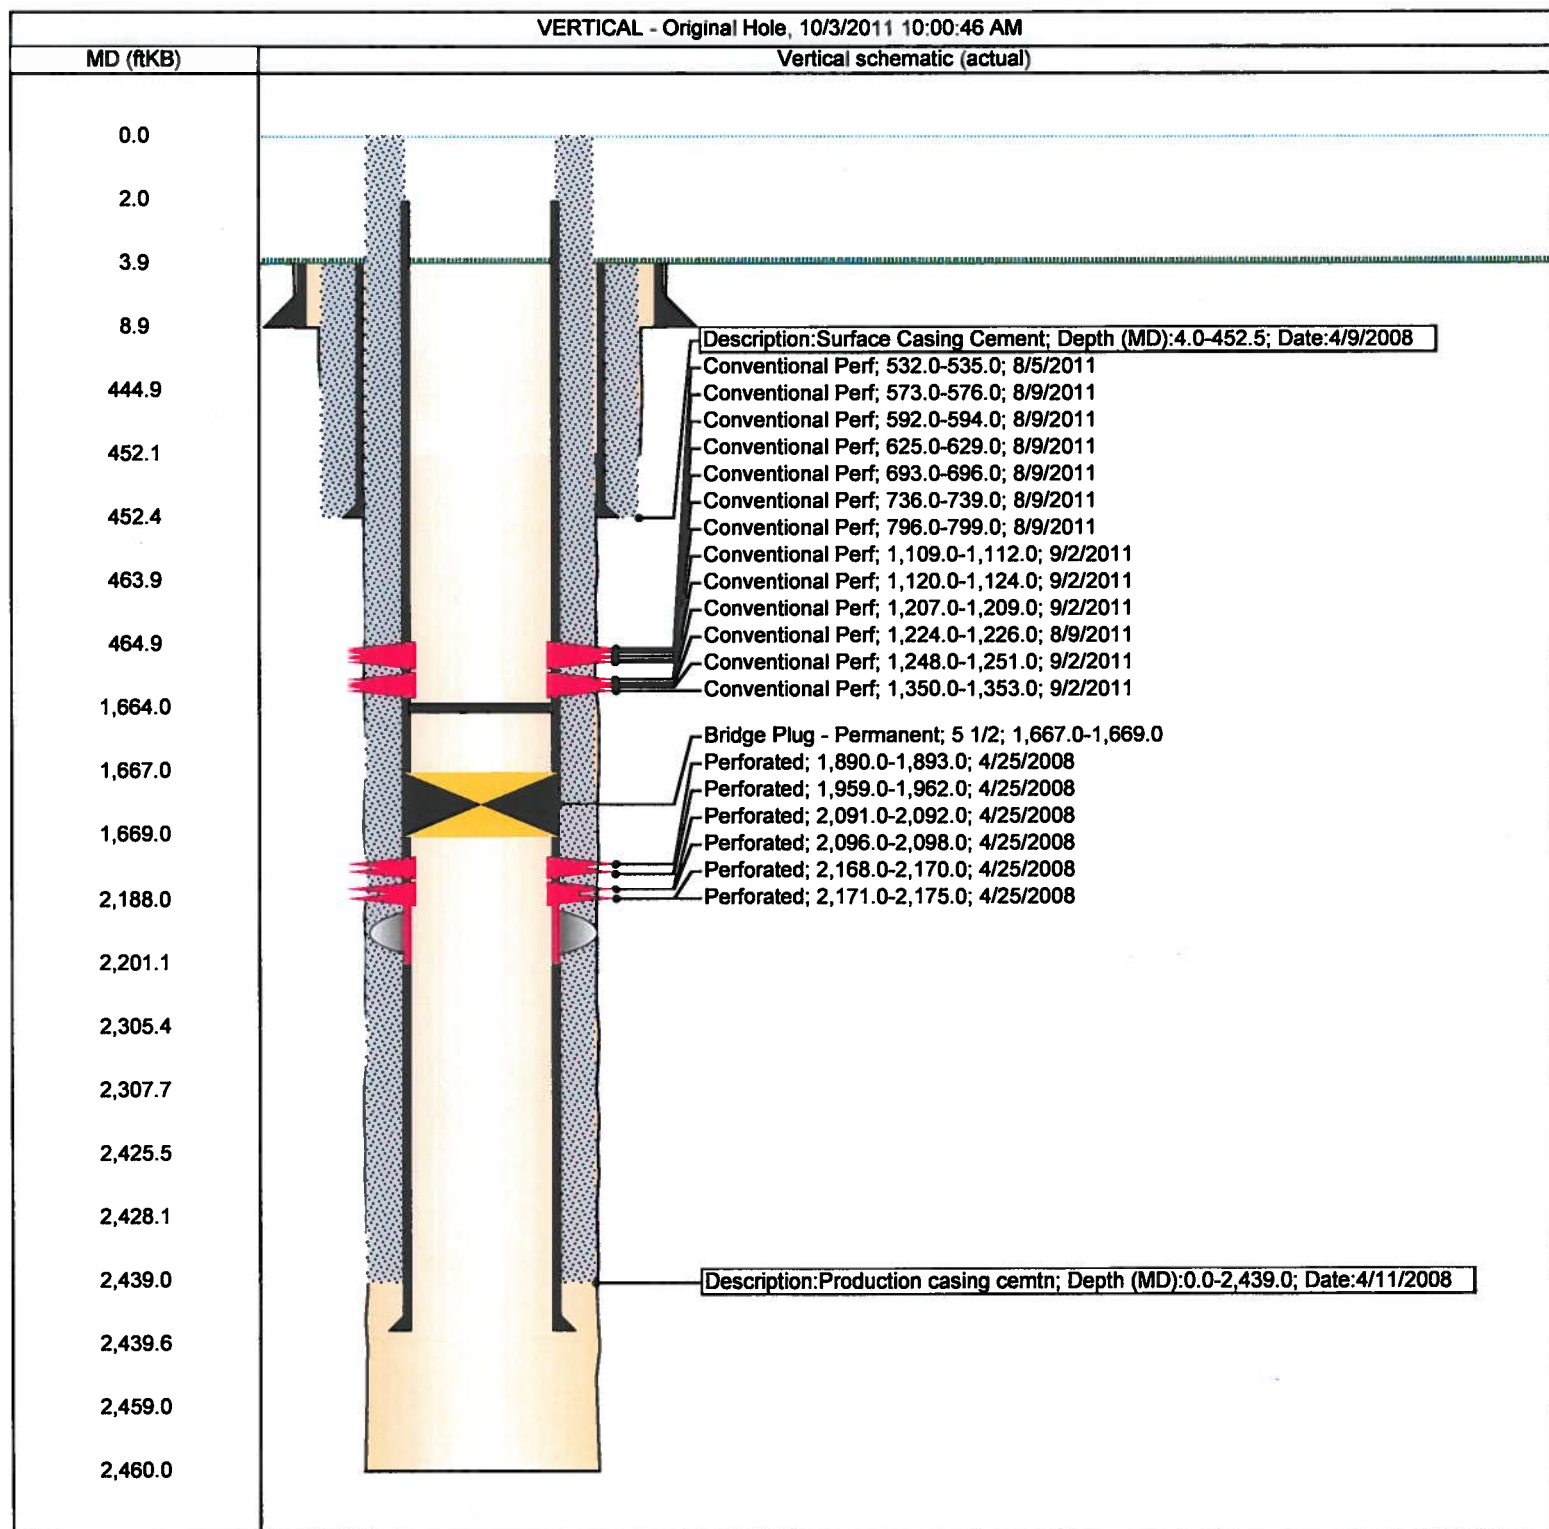 VERTICAL - Original Hole, 10/3/2011 10:00:46 AM
MD (ftKB)
Vertical schematic (actual)
0.0
2.0
3.9
8.9
Description:Surface Casing Cement; Depth (MD):4.0-452.5; Date:4/9/2008
Conventional Perf; 532.0-535.0; 8/5/2011
444.9
Conventional Perf; 573.0-576.0; 8/9/2011
Conventional Perf; 592.0-594.0; 8/9/2011
Conventional Perf; 625.0-629.0; 8/9/2011
452.1
Conventional Perf; 693.0-696.0; 8/9/2011
Conventional Perf; 736.0-739.0; 8/9/2011
452.4
Conventional Perf; 796.0-799.0; 8/9/2011
Conventional Perf; 1,109.0-1,112.0; 9/2/2011
463.9
Conventional Perf; 1,120.0-1,124.0; 9/2/2011
Conventional Perf; 1,207.0-1,209.0; 9/2/2011
Conventional Perf; 1,224.0-1,226.0; 8/9/2011
464.9
Conventional Perf; 1,248.0-1,251.0; 9/2/2011
Conventional Perf; 1,350.0-1,353.0; 9/2/2011
1,664.0
Bridge Plug - Permanent; 5 1/2; 1,667.0-1,669.0
Perforated; 1,890.0-1,893.0; 4/25/2008
1,667.0
Perforated; 1,959.0-1,962.0; 4/25/2008
Perforated; 2,091.0-2,092.0; 4/25/2008
1,669.0
Perforated; 2,096.0-2,098.0; 4/25/2008
Perforated; 2,168.0-2,170.0; 4/25/2008
2,188.0
Perforated; 2,171.0-2,175.0; 4/25/2008
2,201.1
2,305.4
2,307.7
2,425.5
2,428.1
2,439.0
Description:Production casing cemtn; Depth (MD):0.0-2,439.0; Date:4/11/2008
2,439.6
2,459.0
2,460.0